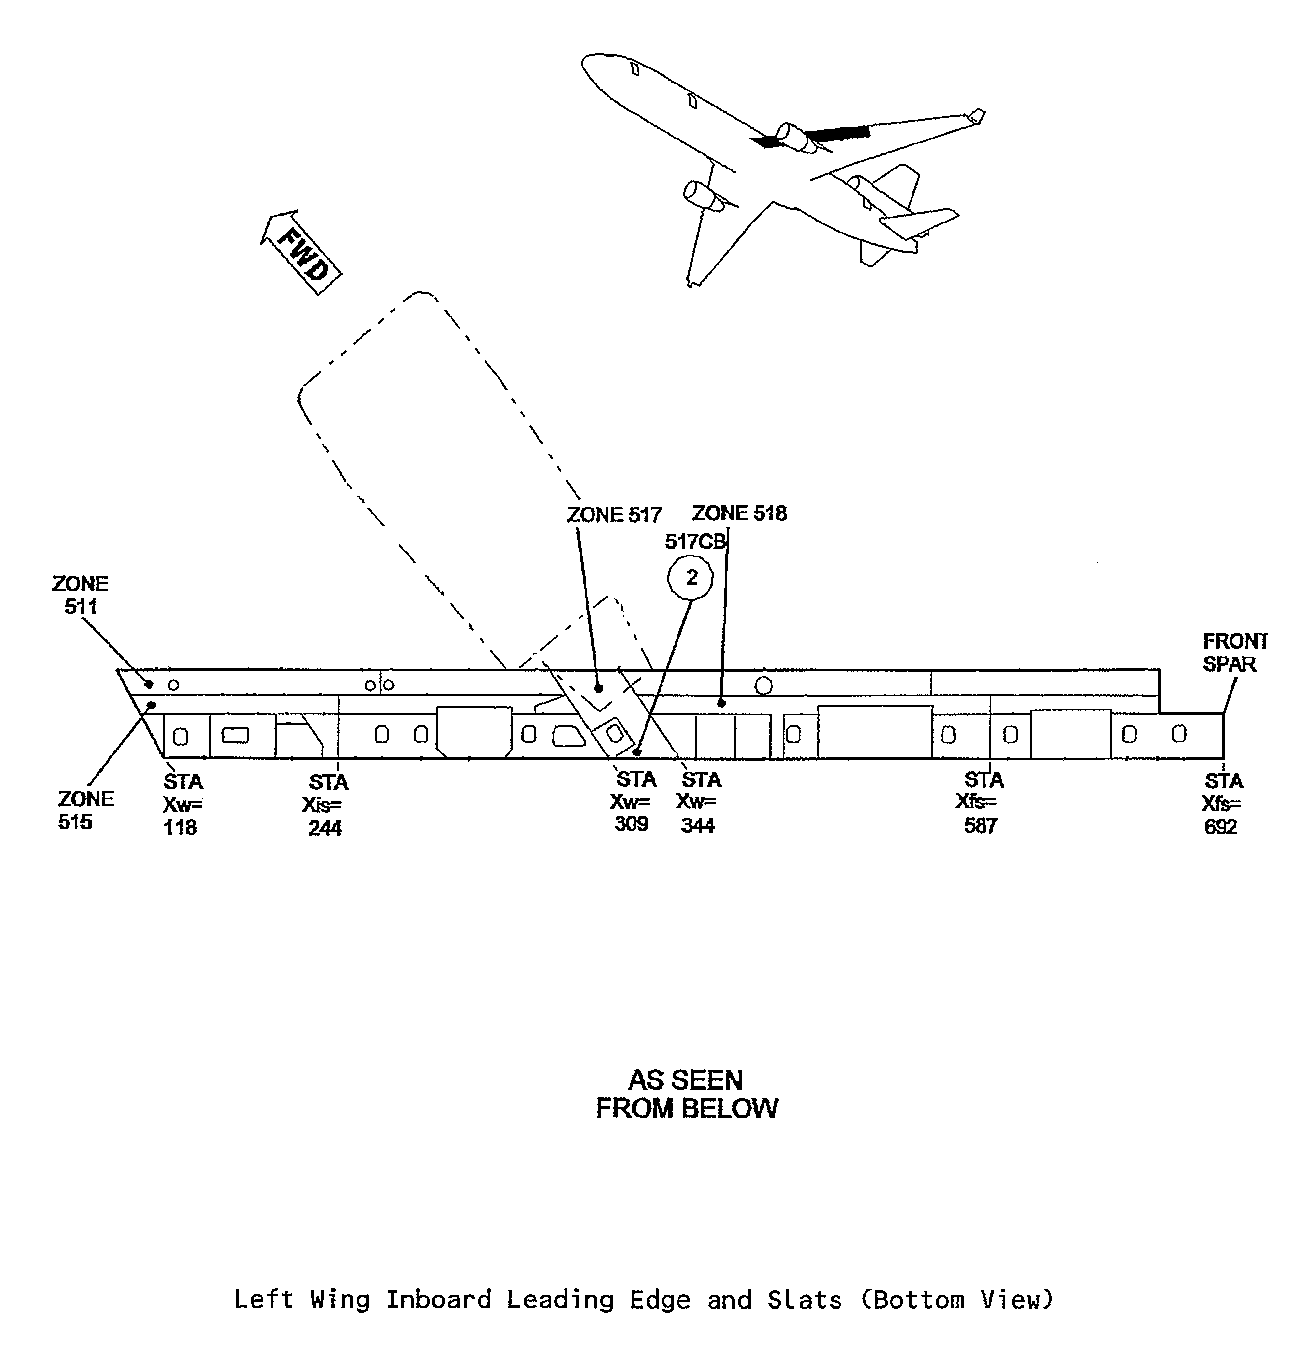 FWD
ZONE 517
ZONE 518
517CB
2
ZONE
511
FRONT
SPAR
ZONE
515
STA
Xw=
118
STA
Xis=
244
STA
Xw=
309
STA
Xw=
344
STA
Xfs=
587
STA
Xfs=
692
AS SEEN
FROM BELOW
Left Wing Inboard Leading Edge and Slats (Bottom View)